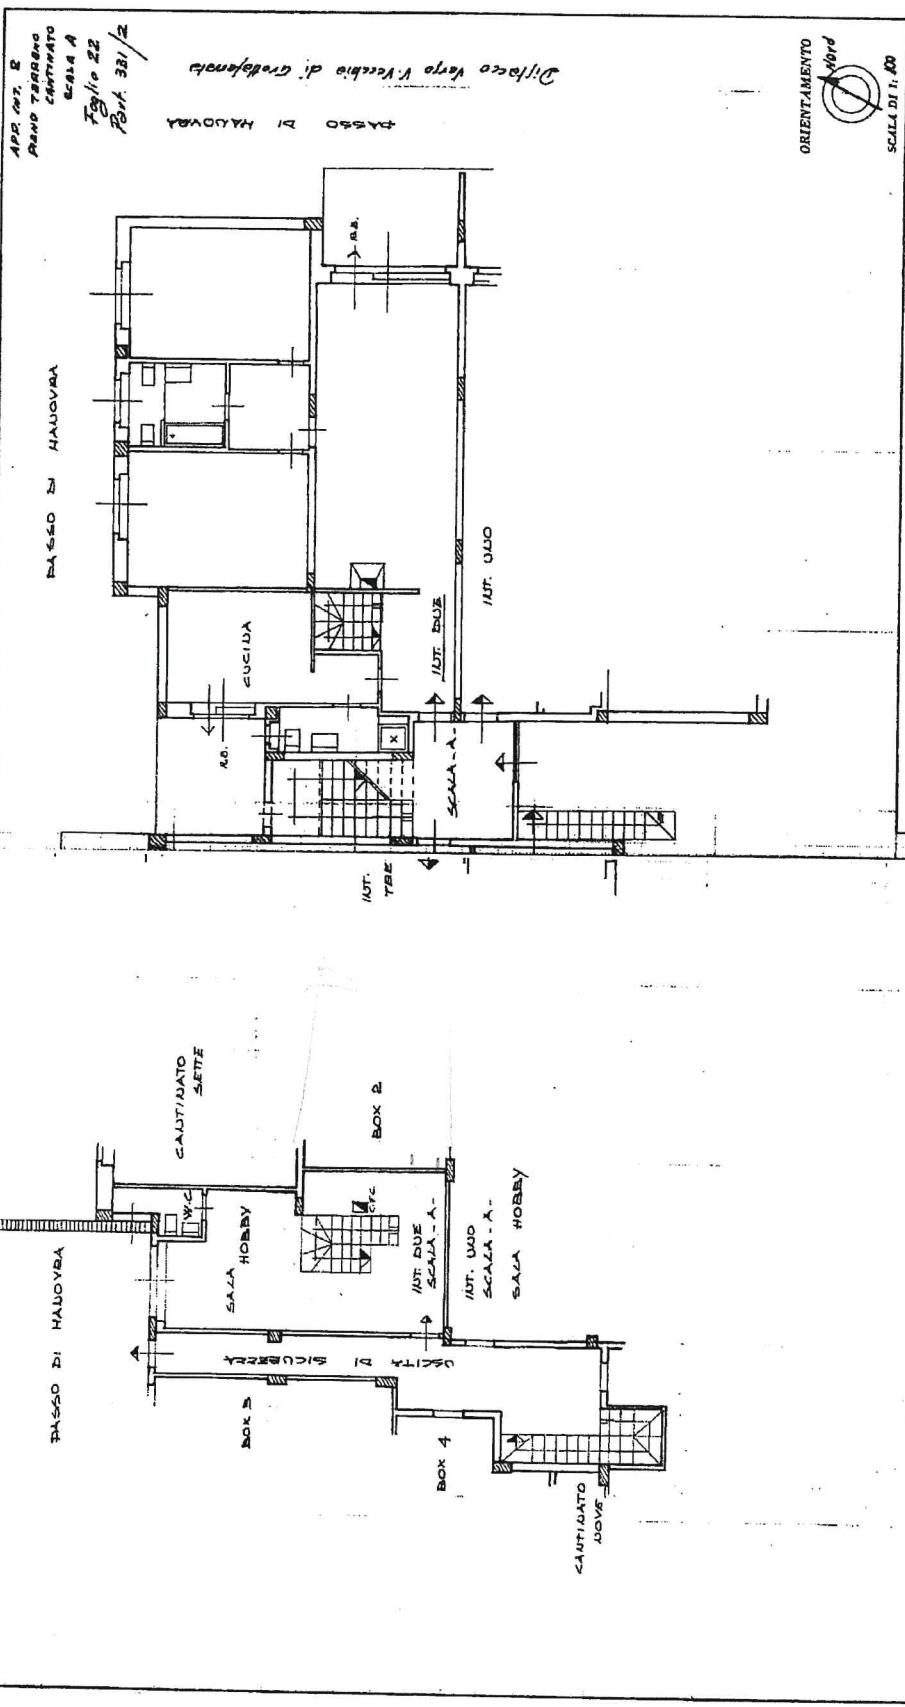 APP. INT. 2
PIANO TERRENO
CANTINATO
SCALA A
Foglio 22
Part. 331/2
Distacco Verso V. Vecchia di Grottaferrata
PASSO DI MANOVRA
ORIENTAMENTO
Nord
SCALA DI 1: 100
PASSO DI MANOVRA
R.B.
CUCINA
R.B.
INT. DUE
INT. UNO
SCALA - A -
X
INT.
TRE
CANTINATO
SETTE
BOX 2
PASSO DI MANOVRA
W.C.
SALA HOBBY
C.F.C.
INT. DUE
SCALA - A -
INT. UNO
SCALA - A -
SALA HOBBY
USCITA DI SICUREZZA
BOX 3
BOX 4
CANTINATO
NOVE